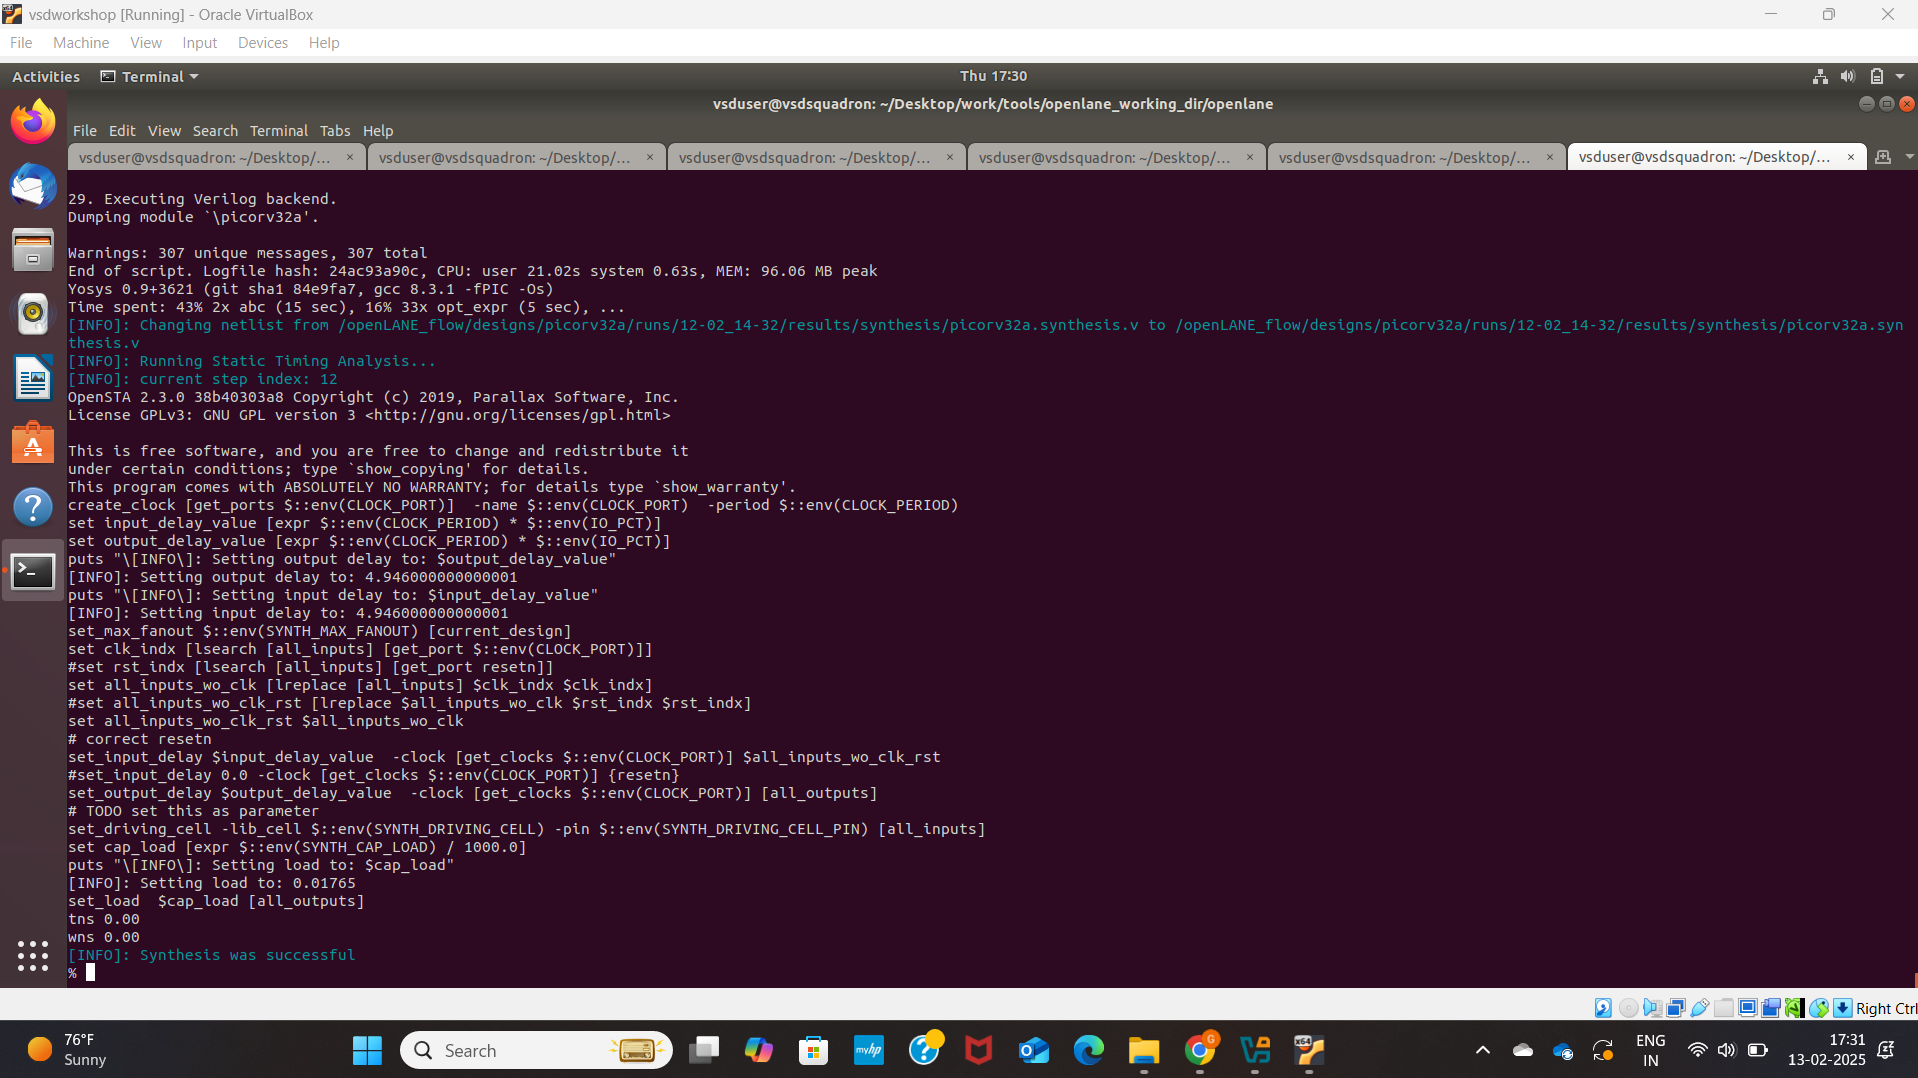 vsdworkshop [Running] - Oracle VirtualBox
File Machine View Input Devices Help
Activities Terminal Thu 17:30
vsduser@vsdsquadron: ~/Desktop/work/tools/openlane_working_dir/openlane
File Edit View Search Terminal Tabs Help
vsduser@vsdsquadron: ~/Desktop/... × vsduser@vsdsquadron: ~/Desktop/... × vsduser@vsdsquadron: ~/Desktop/... × vsduser@vsdsquadron: ~/Desktop/... × vsduser@vsdsquadron: ~/Desktop/... × vsduser@vsdsquadron: ~/Desktop/... ×
29. Executing Verilog backend.
Dumping module `\picorv32a'.
Warnings: 307 unique messages, 307 total
End of script. Logfile hash: 24ac93a90c, CPU: user 21.02s system 0.63s, MEM: 96.06 MB peak
Yosys 0.9+3621 (git sha1 84e9fa7, gcc 8.3.1 -fPIC -Os)
Time spent: 43% 2x abc (15 sec), 16% 33x opt_expr (5 sec), ...
[INFO]: Changing netlist from /openLANE_flow/designs/picorv32a/runs/12-02_14-32/results/synthesis/picorv32a.synthesis.v to /openLANE_flow/designs/picorv32a/runs/12-02_14-32/results/synthesis/picorv32a.syn
thesis.v
[INFO]: Running Static Timing Analysis...
[INFO]: current step index: 12
OpenSTA 2.3.0 38b40303a8 Copyright (c) 2019, Parallax Software, Inc.
License GPLv3: GNU GPL version 3 <http://gnu.org/licenses/gpl.html>
This is free software, and you are free to change and redistribute it
under certain conditions; type `show_copying' for details.
This program comes with ABSOLUTELY NO WARRANTY; for details type `show_warranty'.
create_clock [get_ports $::env(CLOCK_PORT)]  -name $::env(CLOCK_PORT)  -period $::env(CLOCK_PERIOD)
set input_delay_value [expr $::env(CLOCK_PERIOD) * $::env(IO_PCT)]
set output_delay_value [expr $::env(CLOCK_PERIOD) * $::env(IO_PCT)]
puts "\[INFO\]: Setting output delay to: $output_delay_value"
[INFO]: Setting output delay to: 4.946000000000001
puts "\[INFO\]: Setting input delay to: $input_delay_value"
[INFO]: Setting input delay to: 4.946000000000001
set_max_fanout $::env(SYNTH_MAX_FANOUT) [current_design]
set clk_indx [lsearch [all_inputs] [get_port $::env(CLOCK_PORT)]]
#set rst_indx [lsearch [all_inputs] [get_port resetn]]
set all_inputs_wo_clk [lreplace [all_inputs] $clk_indx $clk_indx]
#set all_inputs_wo_clk_rst [lreplace $all_inputs_wo_clk $rst_indx $rst_indx]
set all_inputs_wo_clk_rst $all_inputs_wo_clk
# correct resetn
set_input_delay $input_delay_value  -clock [get_clocks $::env(CLOCK_PORT)] $all_inputs_wo_clk_rst
#set_input_delay 0.0 -clock [get_clocks $::env(CLOCK_PORT)] {resetn}
set_output_delay $output_delay_value  -clock [get_clocks $::env(CLOCK_PORT)] [all_outputs]
# TODO set this as parameter
set_driving_cell -lib_cell $::env(SYNTH_DRIVING_CELL) -pin $::env(SYNTH_DRIVING_CELL_PIN) [all_inputs]
set cap_load [expr $::env(SYNTH_CAP_LOAD) / 1000.0]
puts "\[INFO\]: Setting load to: $cap_load"
[INFO]: Setting load to: 0.01765
set_load  $cap_load [all_outputs]
tns 0.00
wns 0.00
[INFO]: Synthesis was successful
%
Right Ctrl
76°F
Sunny
Search
myhp
G
x64
ENG
IN
17:31
13-02-2025